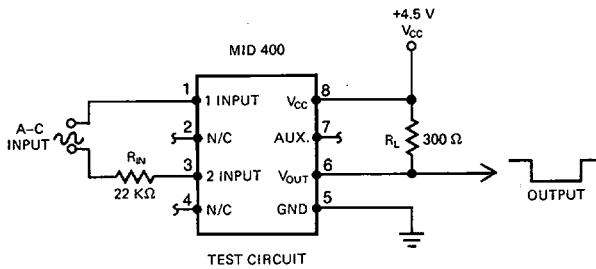 +4.5 V
VCC
MID 400
1
1 INPUT
VCC
8
A-C
INPUT
2
N/C
AUX.
7
RL
300 Ω
RIN
22 KΩ
3
2 INPUT
VOUT
6
4
N/C
GND
5
OUTPUT
TEST CIRCUIT